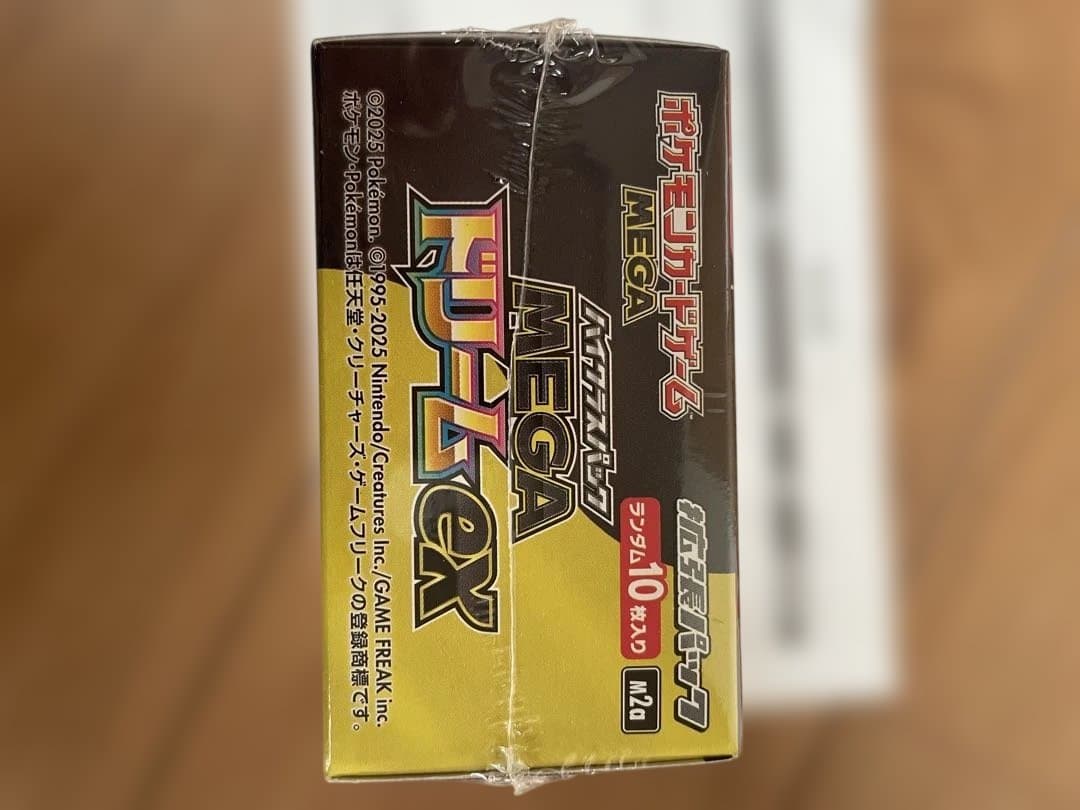 ポケモンカードゲーム
MEGA
拡張パック
ハイクラスパック
ランダム10枚入り
MEGA
M2a
ドリームex
©2025 Pokémon. ©1995-2025 Nintendo/Creatures Inc./GAME FREAK inc.
ポケモン・Pokémonは任天堂・クリーチャーズ・ゲームフリークの登録商標です。